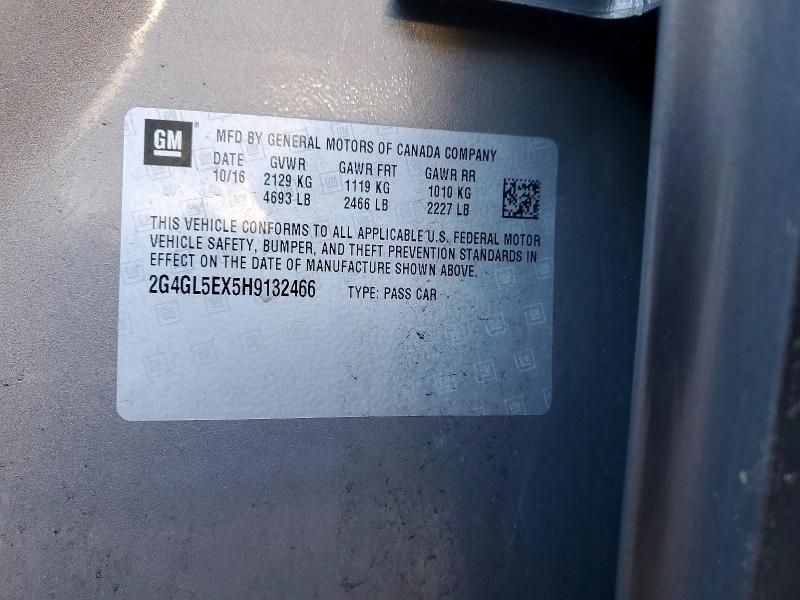 GM ® MFD BY GENERAL MOTORS OF CANADA COMPANY
DATE GVWR GAWR FRT GAWR RR
10/16 2129 KG 1119 KG 1010 KG
4693 LB 2466 LB 2227 LB
THIS VEHICLE CONFORMS TO ALL APPLICABLE U.S. FEDERAL MOTOR
VEHICLE SAFETY, BUMPER, AND THEFT PREVENTION STANDARDS IN
EFFECT ON THE DATE OF MANUFACTURE SHOWN ABOVE.
2G4GL5EX5H9132466 TYPE: PASS CAR